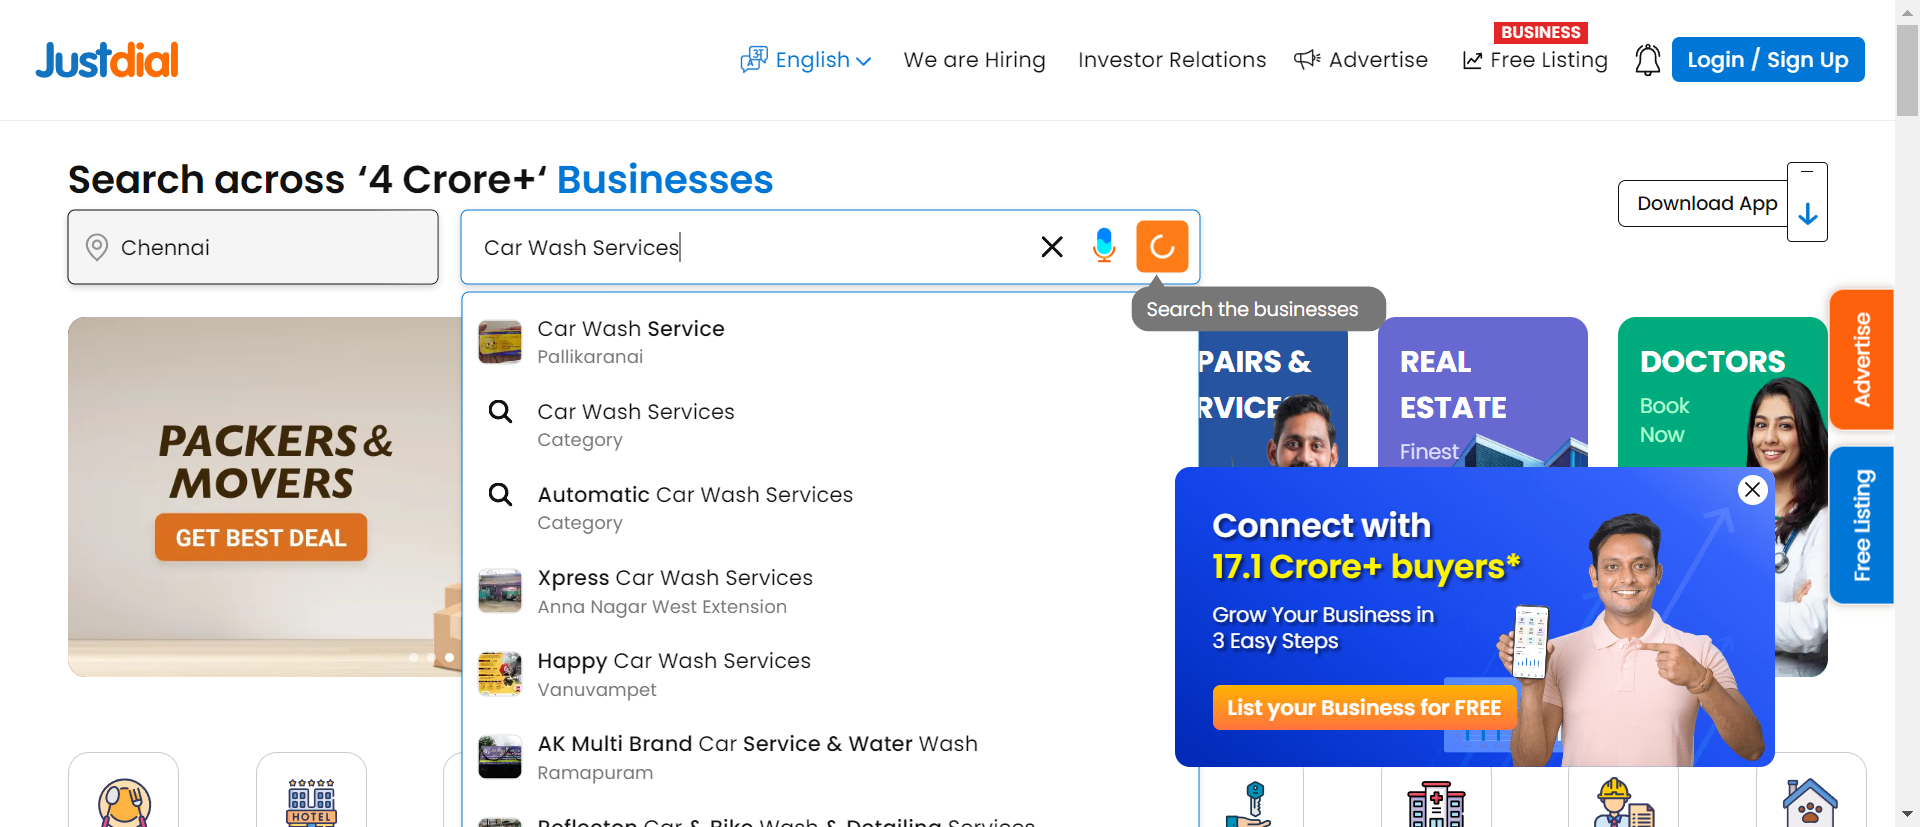 Justdial
English
We are Hiring
Investor Relations
Advertise
BUSINESS
Free Listing
Login / Sign Up
Search across ‘4 Crore+‘ Businesses
Download App
Chennai
Car Wash Services
Search the businesses
Car Wash Service
Pallikaranai
Car Wash Services
Category
Automatic Car Wash Services
Category
Xpress Car Wash Services
Anna Nagar West Extension
Happy Car Wash Services
Vanuvampet
AK Multi Brand Car Service & Water Wash
Ramapuram
Car & Bike Wash & Detailing Services
PACKERS &
MOVERS
GET BEST DEAL
PAIRS &
RVICE
REAL
ESTATE
Finest
DOCTORS
Book
Now
Advertise
Free Listing
Connect with
17.1 Crore+ buyers*
Grow Your Business in
3 Easy Steps
List your Business for FREE
HOTEL